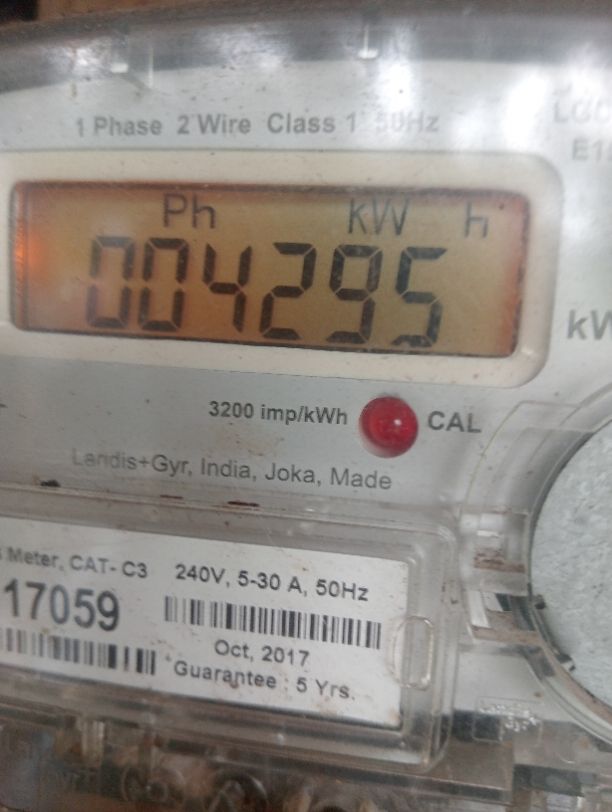 1 Phase 2 Wire Class 1 50Hz
Ph kW h
004295
3200 imp/kWh CAL
Landis+Gyr, India, Joka, Made
Meter, CAT- C3 240V, 5-30 A, 50Hz
17059
Oct, 2017
Guarantee : 5 Yrs.